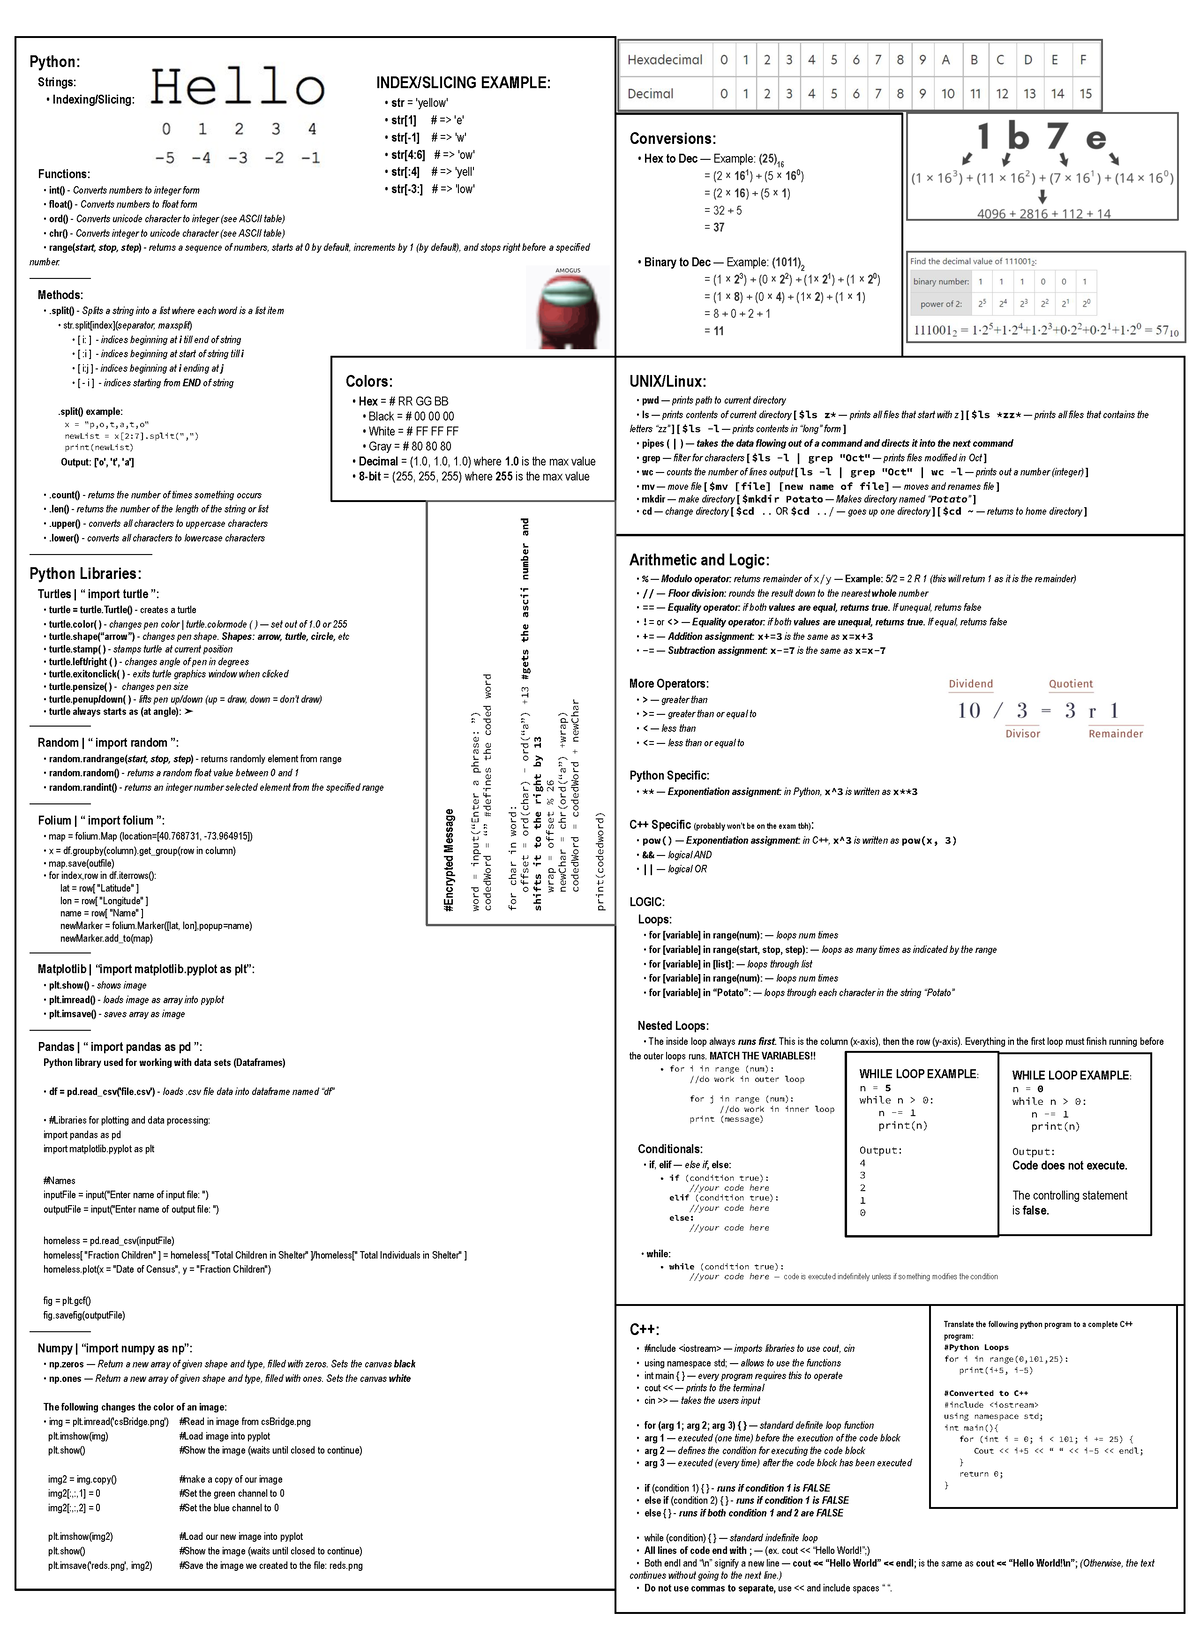 Python:
Strings:
• Indexing/Slicing:
Hello
0 1 2 3 4
-5 -4 -3 -2 -1
INDEX/SLICING EXAMPLE:
• str = 'yellow'
• str[1] # => 'e'
• str[-1] # => 'w'
• str[4:6] # => 'ow'
• str[:4] # => 'yell'
• str[-3:] # => 'low'
Functions:
• int() - Converts numbers to integer form
• float() - Converts numbers to float form
• ord() - Converts unicode character to integer (see ASCII table)
• chr() - Converts integer to unicode character (see ASCII table)
• range(start, stop, step) - returns a sequence of numbers, starts at 0 by default, increments by 1 (by default), and stops right before a specified
number.
AMOGUS
Methods:
• .split() - Splits a string into a list where each word is a list item
• str.split[index](separator, maxsplit)
• [ i: ] - indices beginning at i till end of string
• [ :i ] - indices beginning at start of string till i
• [ i:j ] - indices beginning at i ending at j
• [ - i ] - indices starting from END of string
.split() example:
x = "p,o,t,a,t,o"
newList = x[2:7].split(",")
print(newList)
Output: ['o', 't', 'a']
• .count() - returns the number of times something occurs
• .len() - returns the number of the length of the string or list
• .upper() - converts all characters to uppercase characters
• .lower() - converts all characters to lowercase characters
Colors:
• Hex = # RR GG BB
• Black = # 00 00 00
• White = # FF FF FF
• Gray = # 80 80 80
• Decimal = (1.0, 1.0, 1.0) where 1.0 is the max value
• 8-bit = (255, 255, 255) where 255 is the max value
#Encrypted Message
word = input("Enter a phrase: ")
codedWord = "" #defines the coded word
for char in word:
offset = ord(char) - ord("a") +13 #gets the ascii number and
shifts it to the right by 13
wrap = offset % 26
newChar = chr(ord("a") +wrap)
codedWord = codedWord + newChar
print(codedword)
Python Libraries:
Turtles | “ import turtle ”:
• turtle = turtle.Turtle() - creates a turtle
• turtle.color( ) - changes pen color | turtle.colormode ( ) — set out of 1.0 or 255
• turtle.shape(“arrow”) - changes pen shape. Shapes: arrow, turtle, circle, etc
• turtle.stamp( ) - stamps turtle at current position
• turtle.left/right ( ) - changes angle of pen in degrees
• turtle.exitonclick( ) - exits turtle graphics window when clicked
• turtle.pensize( ) - changes pen size
• turtle.penup/down( ) - lifts pen up/down (up = draw, down = don't draw)
• turtle always starts as (at angle): ➤
Random | “ import random ”:
• random.randrange(start, stop, step) - returns randomly element from range
• random.random() - returns a random float value between 0 and 1
• random.randint() - returns an integer number selected element from the specified range
Folium | “ import folium ”:
• map = folium.Map (location=[40.768731, -73.964915])
• x = df.groupby(column).get_group(row in column)
• map.save(outfile)
• for index,row in df.iterrows():
lat = row[ "Latitude" ]
lon = row[ "Longitude" ]
name = row[ "Name" ]
newMarker = folium.Marker([lat, lon],popup=name)
newMarker.add_to(map)
Matplotlib | “import matplotlib.pyplot as plt”:
• plt.show() - shows image
• plt.imread() - loads image as array into pyplot
• plt.imsave() - saves array as image
Pandas | “ import pandas as pd ”:
Python library used for working with data sets (Dataframes)
• df = pd.read_csv('file.csv') - loads .csv file data into dataframe named “df”
• #Libraries for plotting and data processing:
import pandas as pd
import matplotlib.pyplot as plt
#Names
inputFile = input("Enter name of input file: ")
outputFile = input("Enter name of output file: ")
homeless = pd.read_csv(inputFile)
homeless[ "Fraction Children" ] = homeless[ "Total Children in Shelter" ]/homeless[" Total Individuals in Shelter" ]
homeless.plot(x = "Date of Census", y = "Fraction Children")
fig = plt.gcf()
fig.savefig(outputFile)
Numpy | “import numpy as np”:
• np.zeros — Return a new array of given shape and type, filled with zeros. Sets the canvas black
• np.ones — Return a new array of given shape and type, filled with ones. Sets the canvas white
The following changes the color of an image:
• img = plt.imread('csBridge.png') #Read in image from csBridge.png
plt.imshow(img) #Load image into pyplot
plt.show() #Show the image (waits until closed to continue)
img2 = img.copy() #make a copy of our image
img2[:,:,1] = 0 #Set the green channel to 0
img2[:,:,2] = 0 #Set the blue channel to 0
plt.imshow(img2) #Load our new image into pyplot
plt.show() #Show the image (waits until closed to continue)
plt.imsave('reds.png', img2) #Save the image we created to the file: reds.png
Hexadecimal 0 1 2 3 4 5 6 7 8 9 A B C D E F
Decimal 0 1 2 3 4 5 6 7 8 9 10 11 12 13 14 15
Conversions:
• Hex to Dec — Example: (25)16
= (2 × 16¹) + (5 × 16⁰)
= (2 × 16) + (5 × 1)
= 32 + 5
= 37
• Binary to Dec — Example: (1011)2
= (1 × 2³) + (0 × 2²) + (1× 2¹) + (1 × 2⁰)
= (1 × 8) + (0 × 4) + (1× 2) + (1 × 1)
= 8 + 0 + 2 + 1
= 11
1 b 7 e
(1 × 16³) + (11 × 16²) + (7 × 16¹) + (14 × 16⁰)
4096 + 2816 + 112 + 14
Find the decimal value of 111001₂:
binary number: 1 1 1 0 0 1
power of 2: 2⁵ 2⁴ 2³ 2² 2¹ 2⁰
111001₂ = 1·2⁵+1·2⁴+1·2³+0·2²+0·2¹+1·2⁰ = 57₁₀
UNIX/Linux:
• pwd — prints path to current directory
• ls — prints contents of current directory [$ls z* — prints all files that start with z ] [$ls *zz* — prints all files that contains the
letters “zz” ] [$ls -l — prints contents in “long” form ]
• pipes ( | ) — takes the data flowing out of a command and directs it into the next command
• grep — filter for characters [$ls -l | grep "Oct" — prints files modified in Oct ]
• wc — counts the number of lines output [ls -l | grep "Oct" | wc -l — prints out a number (integer) ]
• mv — move file [$mv [file] [new name of file] — moves and renames file ]
• mkdir — make directory [$mkdir Potato — Makes directory named “Potato” ]
• cd — change directory [$cd .. OR $cd ../ — goes up one directory ] [$cd ~ — returns to home directory ]
Arithmetic and Logic:
• % — Modulo operator: returns remainder of x/y — Example: 5/2 = 2 R 1 (this will return 1 as it is the remainder)
• // — Floor division: rounds the result down to the nearest whole number
• == — Equality operator: if both values are equal, returns true. If unequal, returns false
• != or <> — Equality operator: if both values are unequal, returns true. If equal, returns false
• += — Addition assignment: x+=3 is the same as x=x+3
• -= — Subtraction assignment: x-=7 is the same as x=x-7
More Operators:
• > — greater than
• >= — greater than or equal to
• < — less than
• <= — less than or equal to
Dividend Quotient
10 / 3 = 3 r 1
Divisor Remainder
Python Specific:
• ** — Exponentiation assignment: in Python, x^3 is written as x**3
C++ Specific (probably won't be on the exam tbh):
• pow() — Exponentiation assignment: in C++, x^3 is written as pow(x, 3)
• && — logical AND
• || — logical OR
LOGIC:
Loops:
• for [variable] in range(num): — loops num times
• for [variable] in range(start, stop, step): — loops as many times as indicated by the range
• for [variable] in [list]: — loops through list
• for [variable] in range(num): — loops num times
• for [variable] in “Potato”: — loops through each character in the string “Potato”
Nested Loops:
• The inside loop always runs first. This is the column (x-axis), then the row (y-axis). Everything in the first loop must finish running before
the outer loops runs. MATCH THE VARIABLES!!
• for i in range (num):
//do work in outer loop
for j in range (num):
//do work in inner loop
print (message)
WHILE LOOP EXAMPLE:
n = 5
while n > 0:
n -= 1
print(n)
Output:
4
3
2
1
0
WHILE LOOP EXAMPLE:
n = 0
while n > 0:
n -= 1
print(n)
Output:
Code does not execute.
The controlling statement
is false.
Conditionals:
• if, elif — else if, else:
• if (condition true):
//your code here
elif (condition true):
//your code here
else:
//your code here
• while:
• while (condition true):
//your code here — code is executed indefinitely unless if something modifies the condition
C++:
• #include <iostream> — imports libraries to use cout, cin
• using namespace std; — allows to use the functions
• int main { } — every program requires this to operate
• cout << — prints to the terminal
• cin >> — takes the users input
• for (arg 1; arg 2; arg 3) { } — standard definite loop function
• arg 1 — executed (one time) before the execution of the code block
• arg 2 — defines the condition for executing the code block
• arg 3 — executed (every time) after the code block has been executed
• if (condition 1) { } - runs if condition 1 is FALSE
• else if (condition 2) { } - runs if condition 1 is FALSE
• else { } - runs if both condition 1 and 2 are FALSE
• while (condition) { } — standard indefinite loop
• All lines of code end with ; — (ex. cout << “Hello World!”;)
• Both endl and “\n” signify a new line — cout << “Hello World” << endl; is the same as cout << “Hello World!\n”; (Otherwise, the text
continues without going to the next line.)
• Do not use commas to separate, use << and include spaces “ ”.
Translate the following python program to a complete C++
program:
#Python Loops
for i in range(0,101,25):
print(i+5, i-5)
#Converted to C++
#include <iostream>
using namespace std;
int main(){
for (int i = 0; i < 101; i += 25) {
Cout << i+5 << “ “ << i-5 << endl;
}
return 0;
}